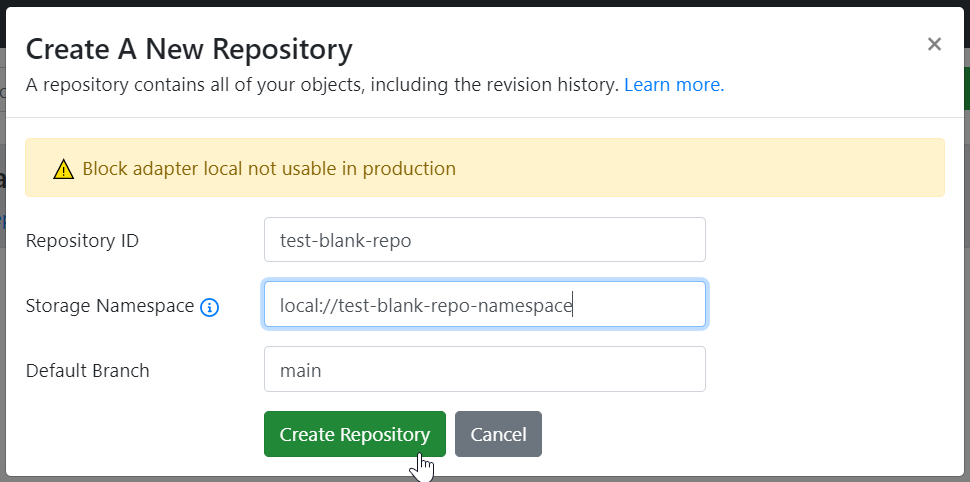 Create A New Repository
×
A repository contains all of your objects, including the revision history. Learn more.
Block adapter local not usable in production
Repository ID
test-blank-repo
Storage Namespace
local://test-blank-repo-namespace
Default Branch
main
Create Repository
Cancel